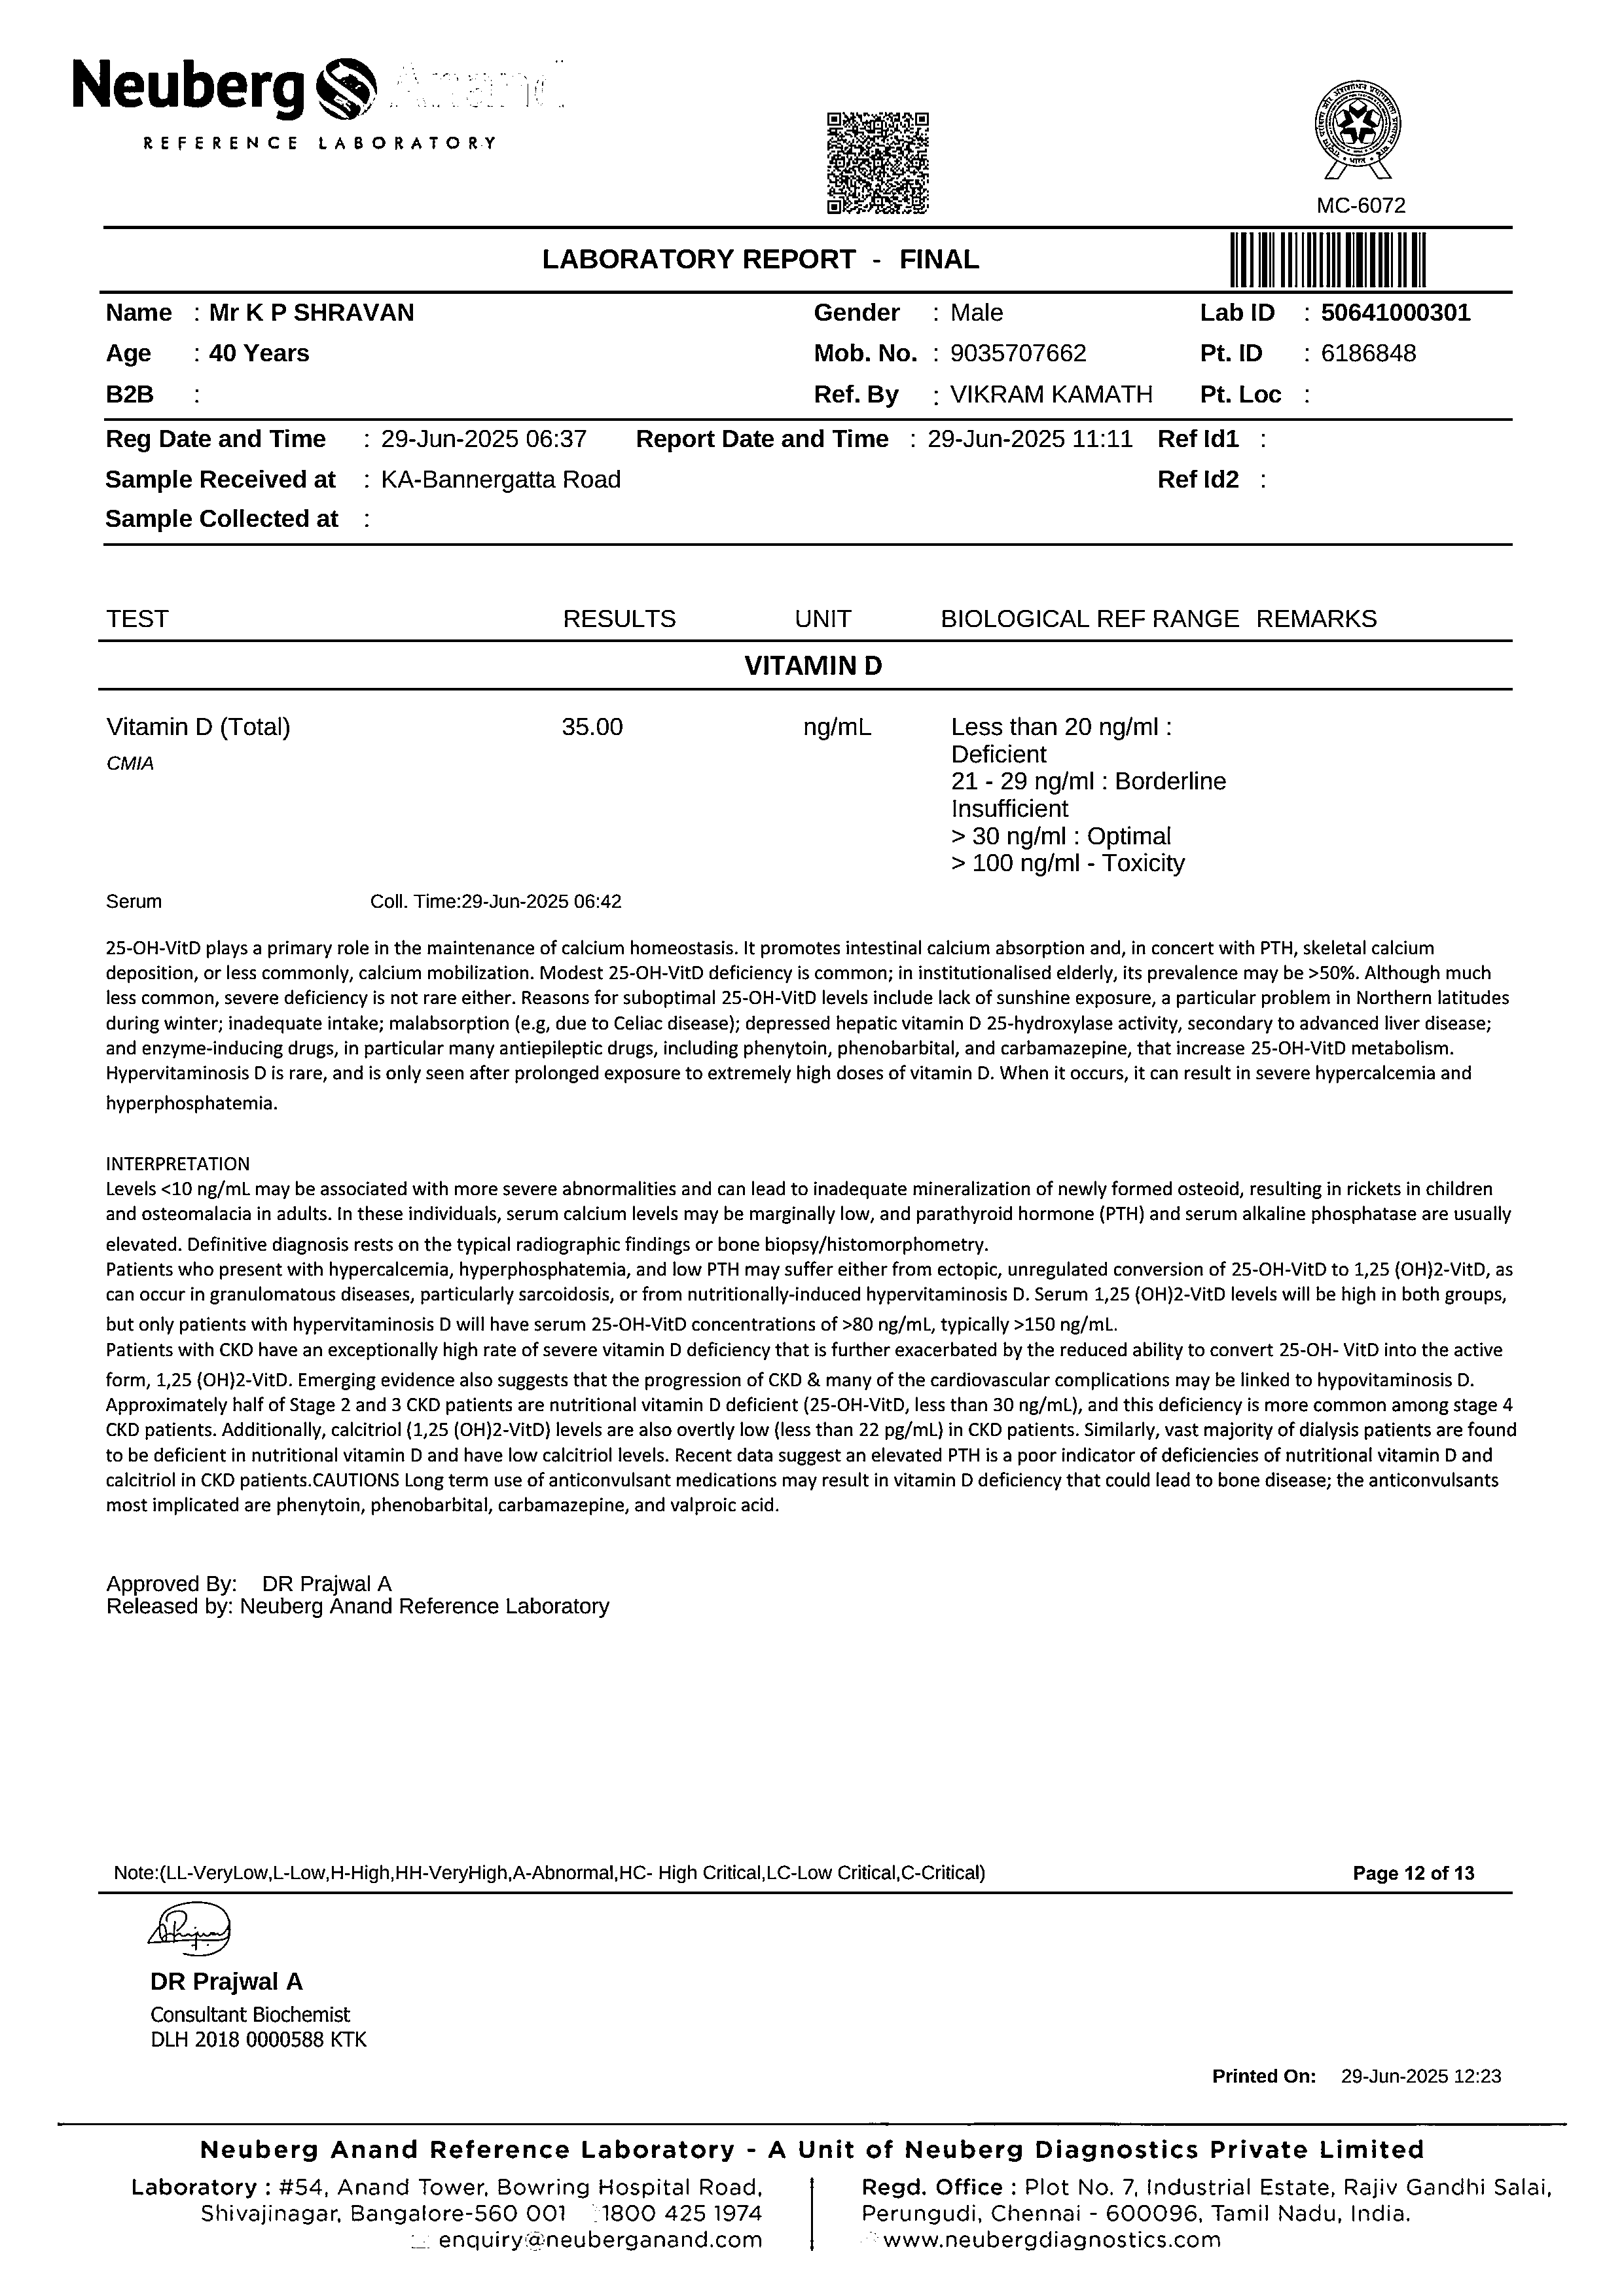 Neuberg Anand
REFERENCE LABORATORY
MC-6072
LABORATORY REPORT - FINAL
Name : Mr K P SHRAVAN Gender : Male Lab ID : 50641000301
Age : 40 Years Mob. No. : 9035707662 Pt. ID : 6186848
B2B : Ref. By : VIKRAM KAMATH Pt. Loc :
Reg Date and Time : 29-Jun-2025 06:37 Report Date and Time : 29-Jun-2025 11:11 Ref Id1 :
Sample Received at : KA-Bannergatta Road Ref Id2 :
Sample Collected at :
TEST RESULTS UNIT BIOLOGICAL REF RANGE REMARKS
VITAMIN D
Vitamin D (Total) 35.00 ng/mL Less than 20 ng/ml :
Deficient
CMIA
21 - 29 ng/ml : Borderline
Insufficient
> 30 ng/ml : Optimal
> 100 ng/ml - Toxicity
Serum Coll. Time:29-Jun-2025 06:42
25-OH-VitD plays a primary role in the maintenance of calcium homeostasis. It promotes intestinal calcium absorption and, in concert with PTH, skeletal calcium
deposition, or less commonly, calcium mobilization. Modest 25-OH-VitD deficiency is common; in institutionalised elderly, its prevalence may be >50%. Although much
less common, severe deficiency is not rare either. Reasons for suboptimal 25-OH-VitD levels include lack of sunshine exposure, a particular problem in Northern latitudes
during winter; inadequate intake; malabsorption (e.g, due to Celiac disease); depressed hepatic vitamin D 25-hydroxylase activity, secondary to advanced liver disease;
and enzyme-inducing drugs, in particular many antiepileptic drugs, including phenytoin, phenobarbital, and carbamazepine, that increase 25-OH-VitD metabolism.
Hypervitaminosis D is rare, and is only seen after prolonged exposure to extremely high doses of vitamin D. When it occurs, it can result in severe hypercalcemia and
hyperphosphatemia.
INTERPRETATION
Levels <10 ng/mL may be associated with more severe abnormalities and can lead to inadequate mineralization of newly formed osteoid, resulting in rickets in children
and osteomalacia in adults. In these individuals, serum calcium levels may be marginally low, and parathyroid hormone (PTH) and serum alkaline phosphatase are usually
elevated. Definitive diagnosis rests on the typical radiographic findings or bone biopsy/histomorphometry.
Patients who present with hypercalcemia, hyperphosphatemia, and low PTH may suffer either from ectopic, unregulated conversion of 25-OH-VitD to 1,25 (OH)2-VitD, as
can occur in granulomatous diseases, particularly sarcoidosis, or from nutritionally-induced hypervitaminosis D. Serum 1,25 (OH)2-VitD levels will be high in both groups,
but only patients with hypervitaminosis D will have serum 25-OH-VitD concentrations of >80 ng/mL, typically >150 ng/mL.
Patients with CKD have an exceptionally high rate of severe vitamin D deficiency that is further exacerbated by the reduced ability to convert 25-OH- VitD into the active
form, 1,25 (OH)2-VitD. Emerging evidence also suggests that the progression of CKD & many of the cardiovascular complications may be linked to hypovitaminosis D.
Approximately half of Stage 2 and 3 CKD patients are nutritional vitamin D deficient (25-OH-VitD, less than 30 ng/mL), and this deficiency is more common among stage 4
CKD patients. Additionally, calcitriol (1,25 (OH)2-VitD) levels are also overtly low (less than 22 pg/mL) in CKD patients. Similarly, vast majority of dialysis patients are found
to be deficient in nutritional vitamin D and have low calcitriol levels. Recent data suggest an elevated PTH is a poor indicator of deficiencies of nutritional vitamin D and
calcitriol in CKD patients.CAUTIONS Long term use of anticonvulsant medications may result in vitamin D deficiency that could lead to bone disease; the anticonvulsants
most implicated are phenytoin, phenobarbital, carbamazepine, and valproic acid.
Approved By: DR Prajwal A
Released by: Neuberg Anand Reference Laboratory
Note:(LL-VeryLow,L-Low,H-High,HH-VeryHigh,A-Abnormal,HC- High Critical,LC-Low Critical,C-Critical) Page 12 of 13
DR Prajwal A
Consultant Biochemist
DLH 2018 0000588 KTK
Printed On: 29-Jun-2025 12:23
Neuberg Anand Reference Laboratory - A Unit of Neuberg Diagnostics Private Limited
Laboratory : #54, Anand Tower, Bowring Hospital Road, Regd. Office : Plot No. 7, Industrial Estate, Rajiv Gandhi Salai,
Shivajinagar, Bangalore-560 001 1800 425 1974 Perungudi, Chennai - 600096, Tamil Nadu, India.
enquiry@neuberganand.com www.neubergdiagnostics.com